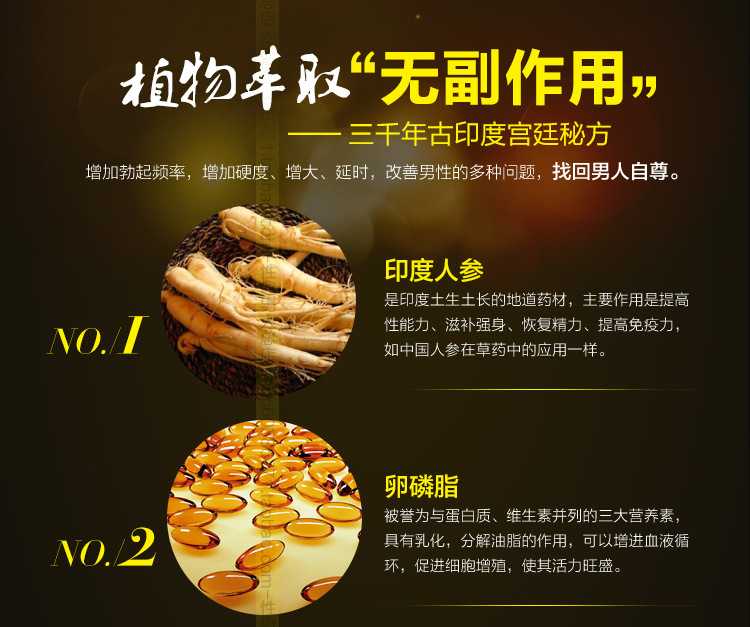 植物萃取“无副作用”
—— 三千年古印度宫廷秘方
增加勃起频率，增加硬度、增大、延时，改善男性的多种问题，找回男人自尊。
印度人参
是印度土生土长的地道药材，主要作用是提高
性能力、滋补强身、恢复精力、提高免疫力，
如中国人参在草药中的应用一样。
NO./1
卵磷脂
被誉为与蛋白质、维生素并列的三大营养素，
具有乳化，分解油脂的作用，可以增进血液循
环，促进细胞增殖，使其活力旺盛。
NO./2